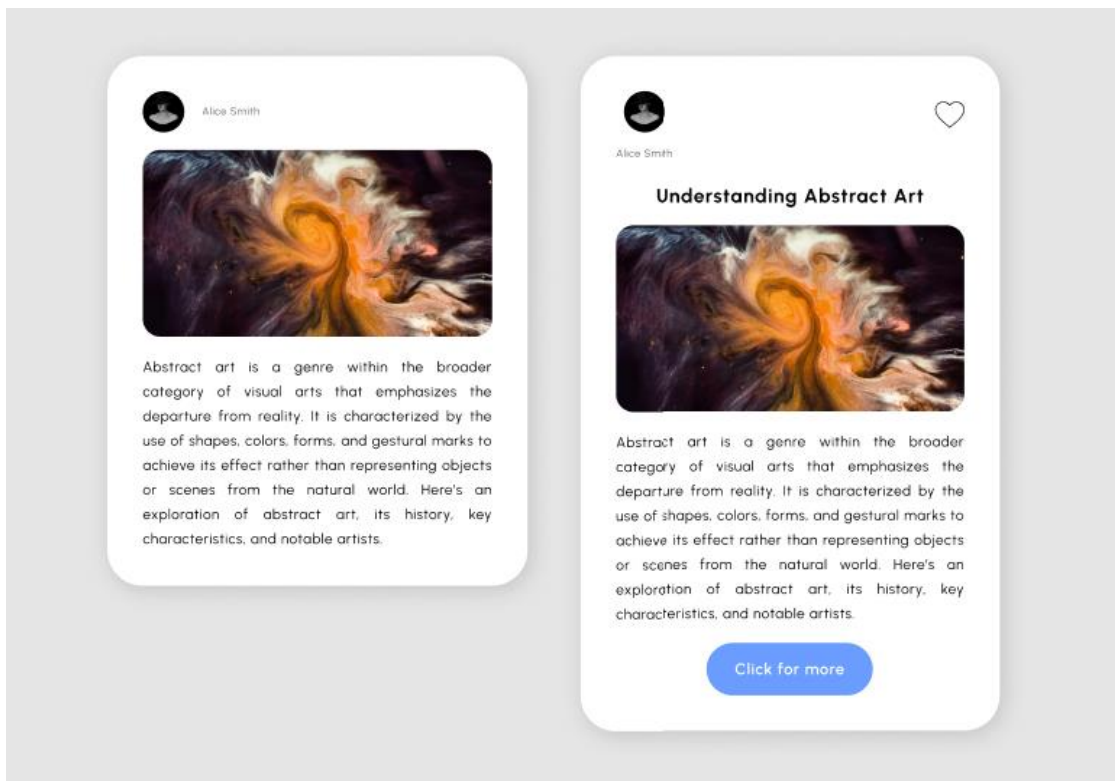 Alice Smith
Abstract art is a genre within the broader
category of visual arts that emphasizes the
departure from reality. It is characterized by the
use of shapes, colors, forms, and gestural marks to
achieve its effect rather than representing objects
or scenes from the natural world. Here's an
exploration of abstract art, its history, key
characteristics, and notable artists.
Alice Smith
Understanding Abstract Art
Abstract art is a genre within the broader
category of visual arts that emphasizes the
departure from reality. It is characterized by the
use of shapes, colors, forms, and gestural marks to
achieve its effect rather than representing objects
or scenes from the natural world. Here's an
exploration of abstract art, its history, key
characteristics, and notable artists.
Click for more